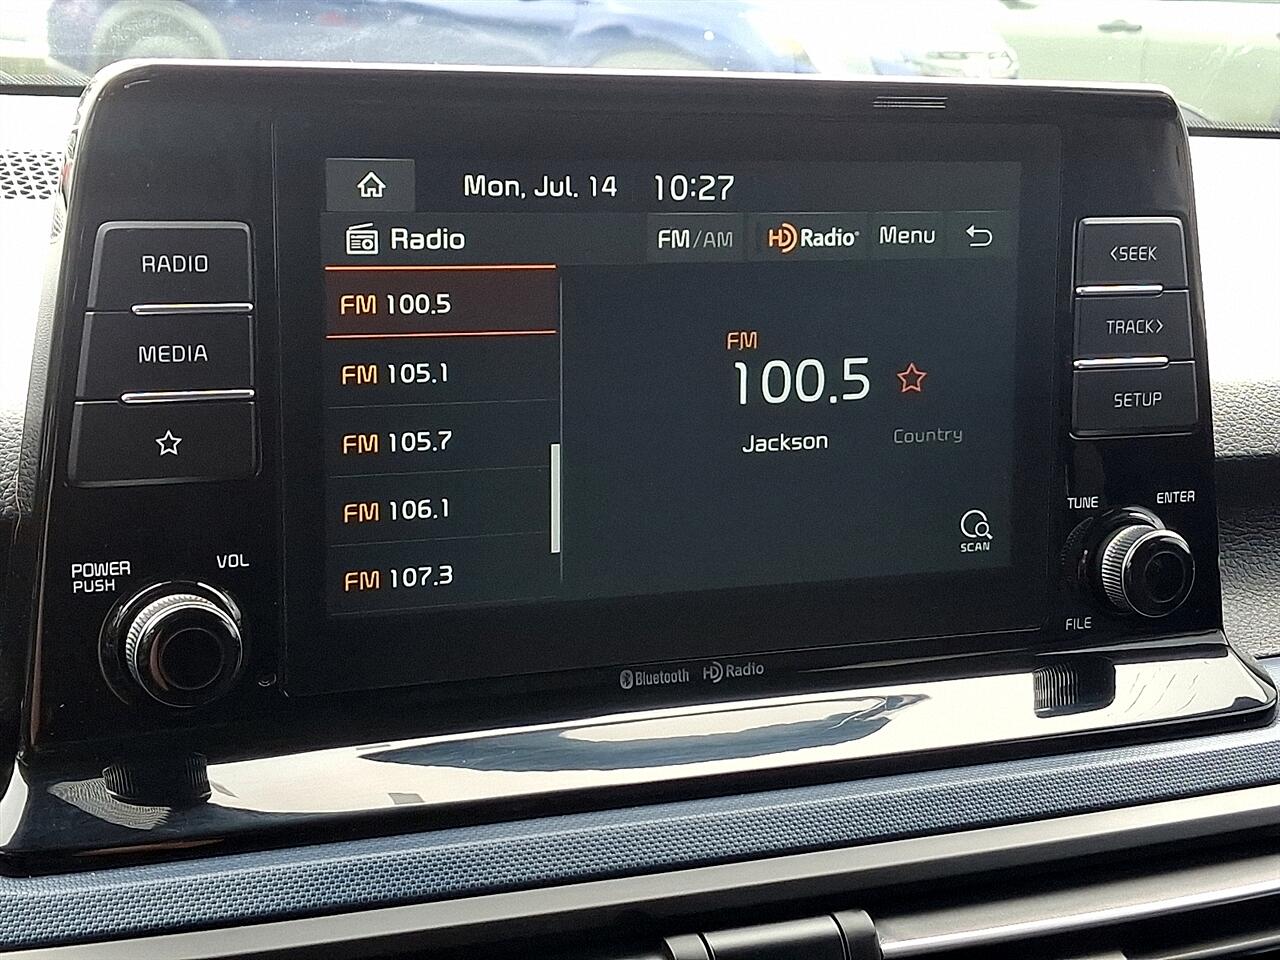 Mon, Jul. 14 10:27
Radio FM/AM HD Radio® Menu
FM 100.5
FM 105.1
FM 105.7
FM 106.1
FM 107.3
FM
100.5
Jackson Country
SCAN
RADIO
MEDIA
POWER
PUSH
VOL
<SEEK
TRACK>
SETUP
TUNE
ENTER
FILE
Bluetooth HD Radio